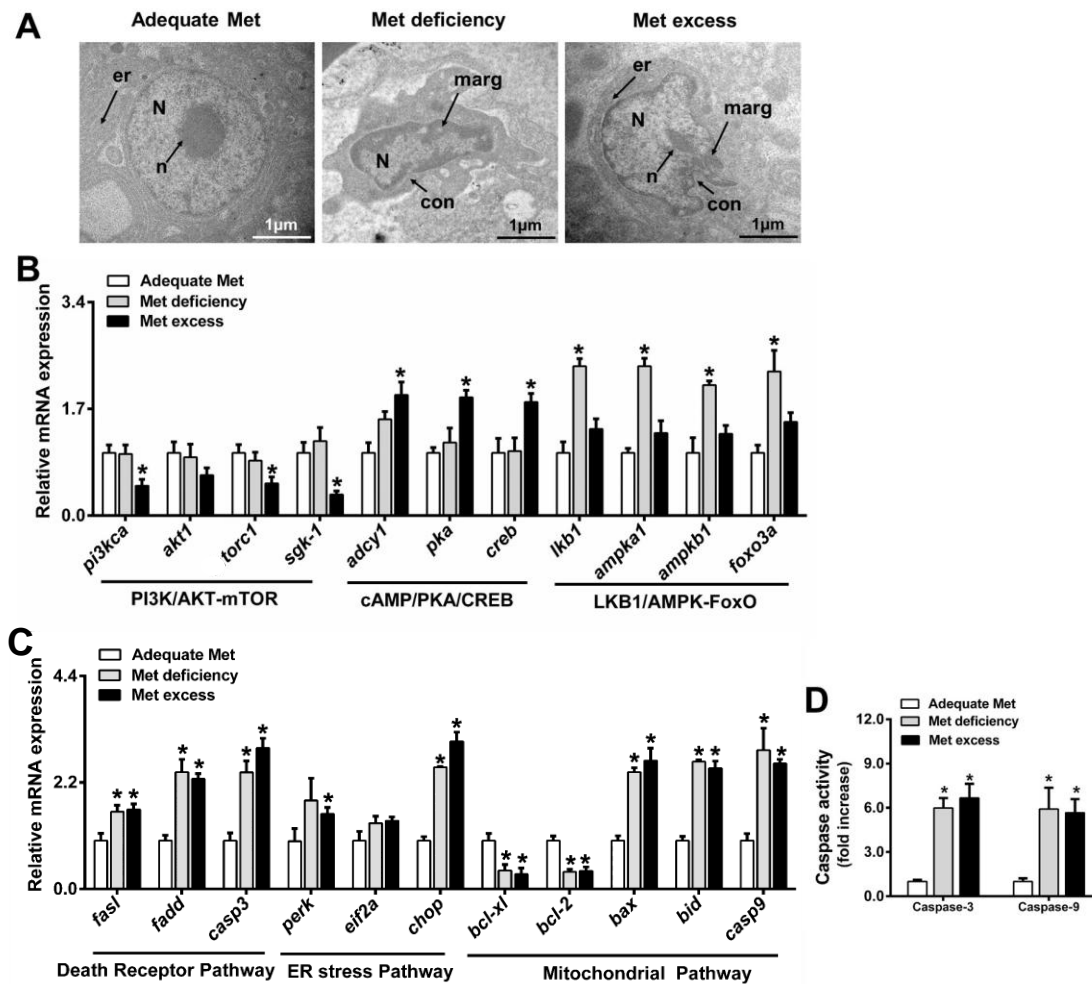 A
Adequate Met Met deficiency Met excess
er N n 1µm
marg N con 1µm
er N n marg con 1µm
B
Adequate Met
Met deficiency
Met excess
Relative mRNA expression
3.4
1.7
0.0
* * * * * * * * * *
pi3kca akt1 torc1 sgk-1 adcy1 pka creb lkb1 ampka1 ampkb1 foxo3a
PI3K/AKT-mTOR cAMP/PKA/CREB LKB1/AMPK-FoxO
C
Adequate Met
Met deficiency
Met excess
Relative mRNA expression
4.4
2.2
0.0
* * * * * * * * * * * * * * * * * * *
fasl fadd casp3 perk eif2a chop bcl-xl bcl-2 bax bid casp9
Death Receptor Pathway ER stress Pathway Mitochondrial Pathway
D
Adequate Met
Met deficiency
Met excess
Caspase activity
(fold increase)
12.0
9.0
6.0
3.0
0.0
* * * *
Caspase-3 Caspase-9